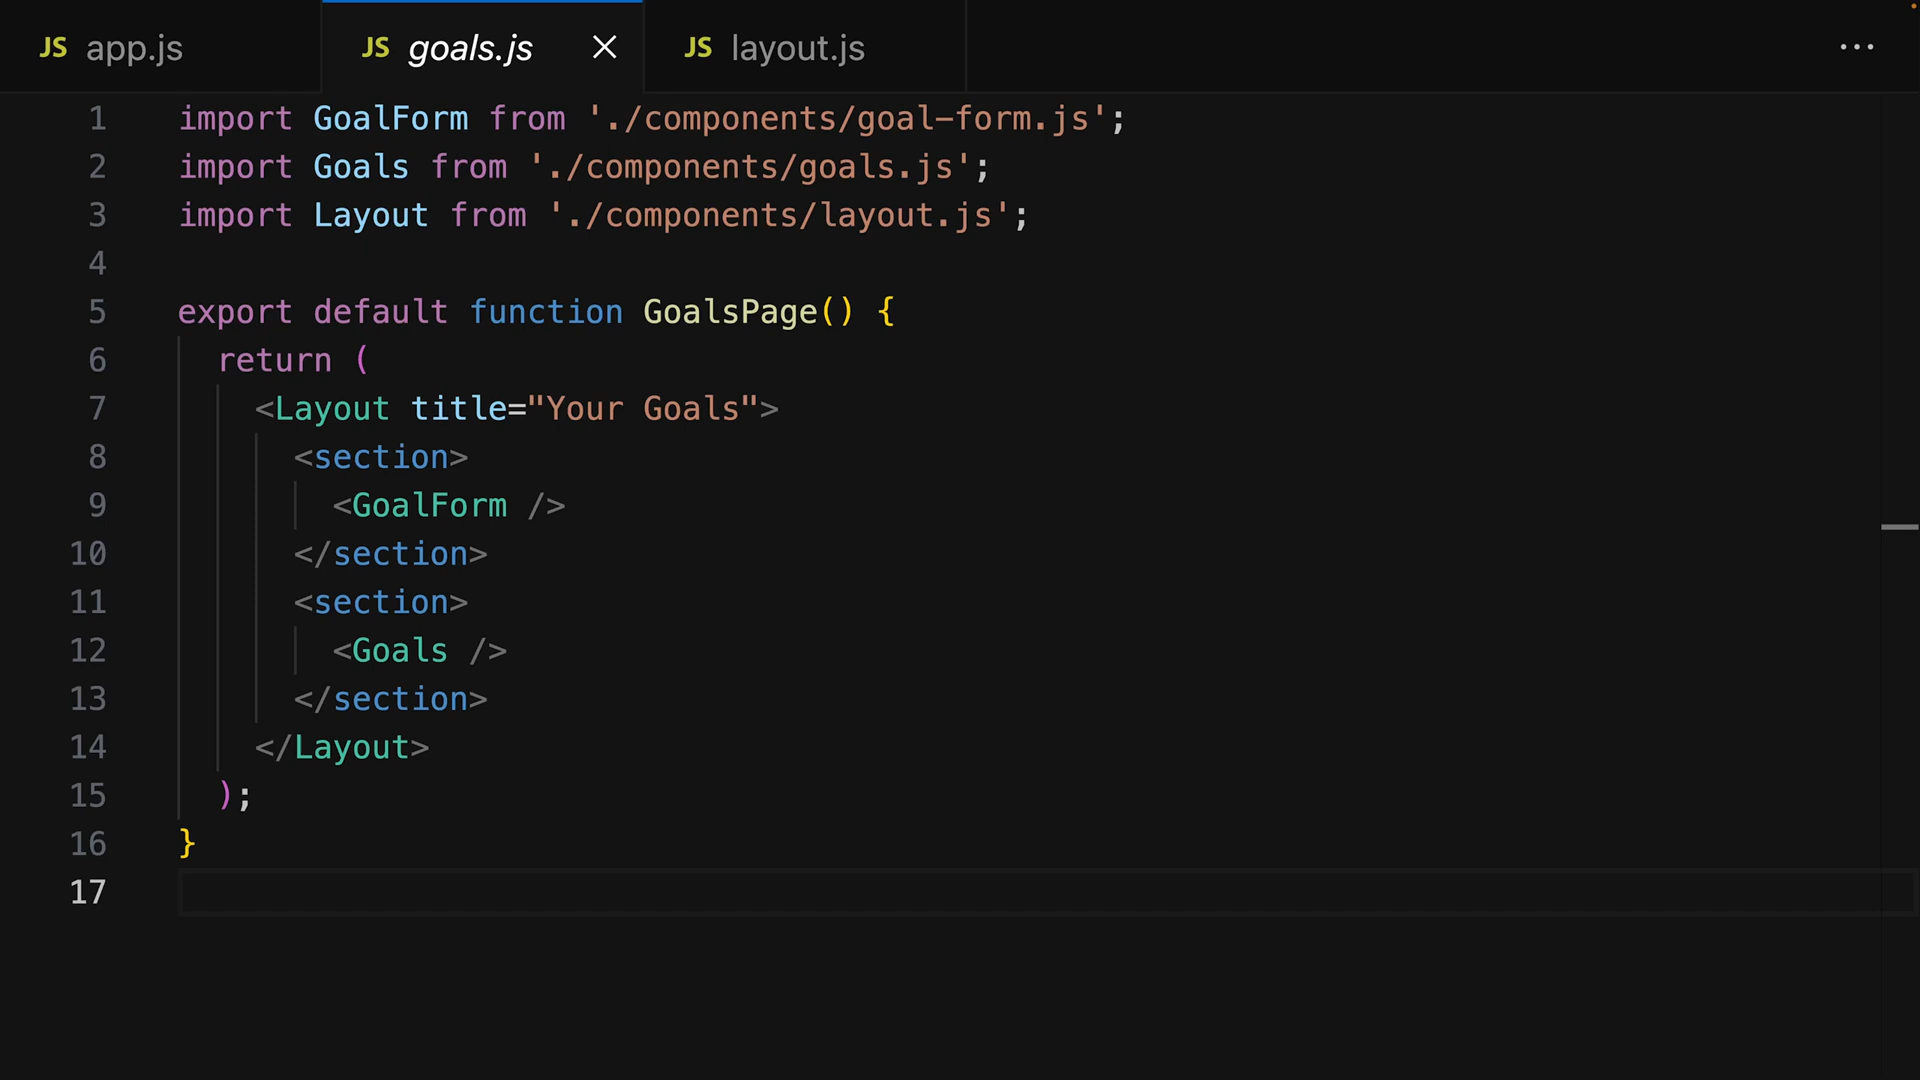 JS app.js
JS goals.js
JS layout.js
1 import GoalForm from './components/goal-form.js';
2 import Goals from './components/goals.js';
3 import Layout from './components/layout.js';
4
5 export default function GoalsPage() {
6   return (
7     <Layout title="Your Goals">
8       <section>
9         <GoalForm />
10       </section>
11       <section>
12         <Goals />
13       </section>
14     </Layout>
15   );
16 }
17